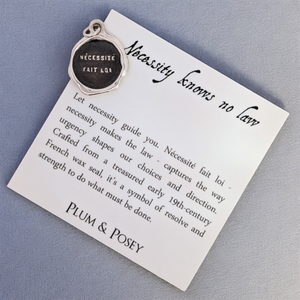 NÉCESSITÉ
FAIT LOI
Necessity knows no law
Let necessity guide you. Nécessité fait loi -
necessity makes the law - captures the way
urgency shapes our choices and direction.
Crafted from a treasured early 19th-century
French wax seal, it's a symbol of resolve and
strength to do what must be done.
PLUM & POSEY